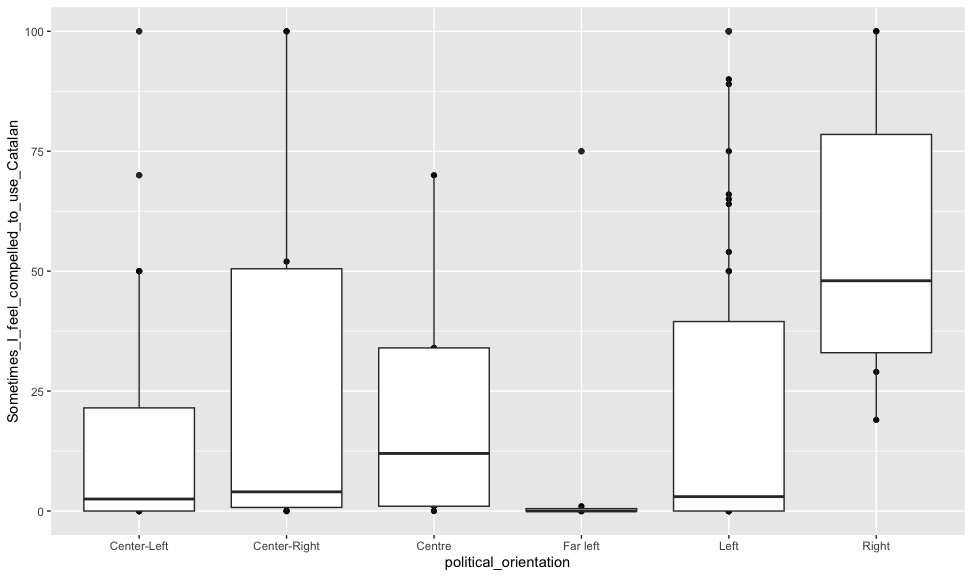 Sometimes_I_feel_compelled_to_use_Catalan
100
75
50
25
0
Center-Left
Center-Right
Centre
Far left
Left
Right
political_orientation